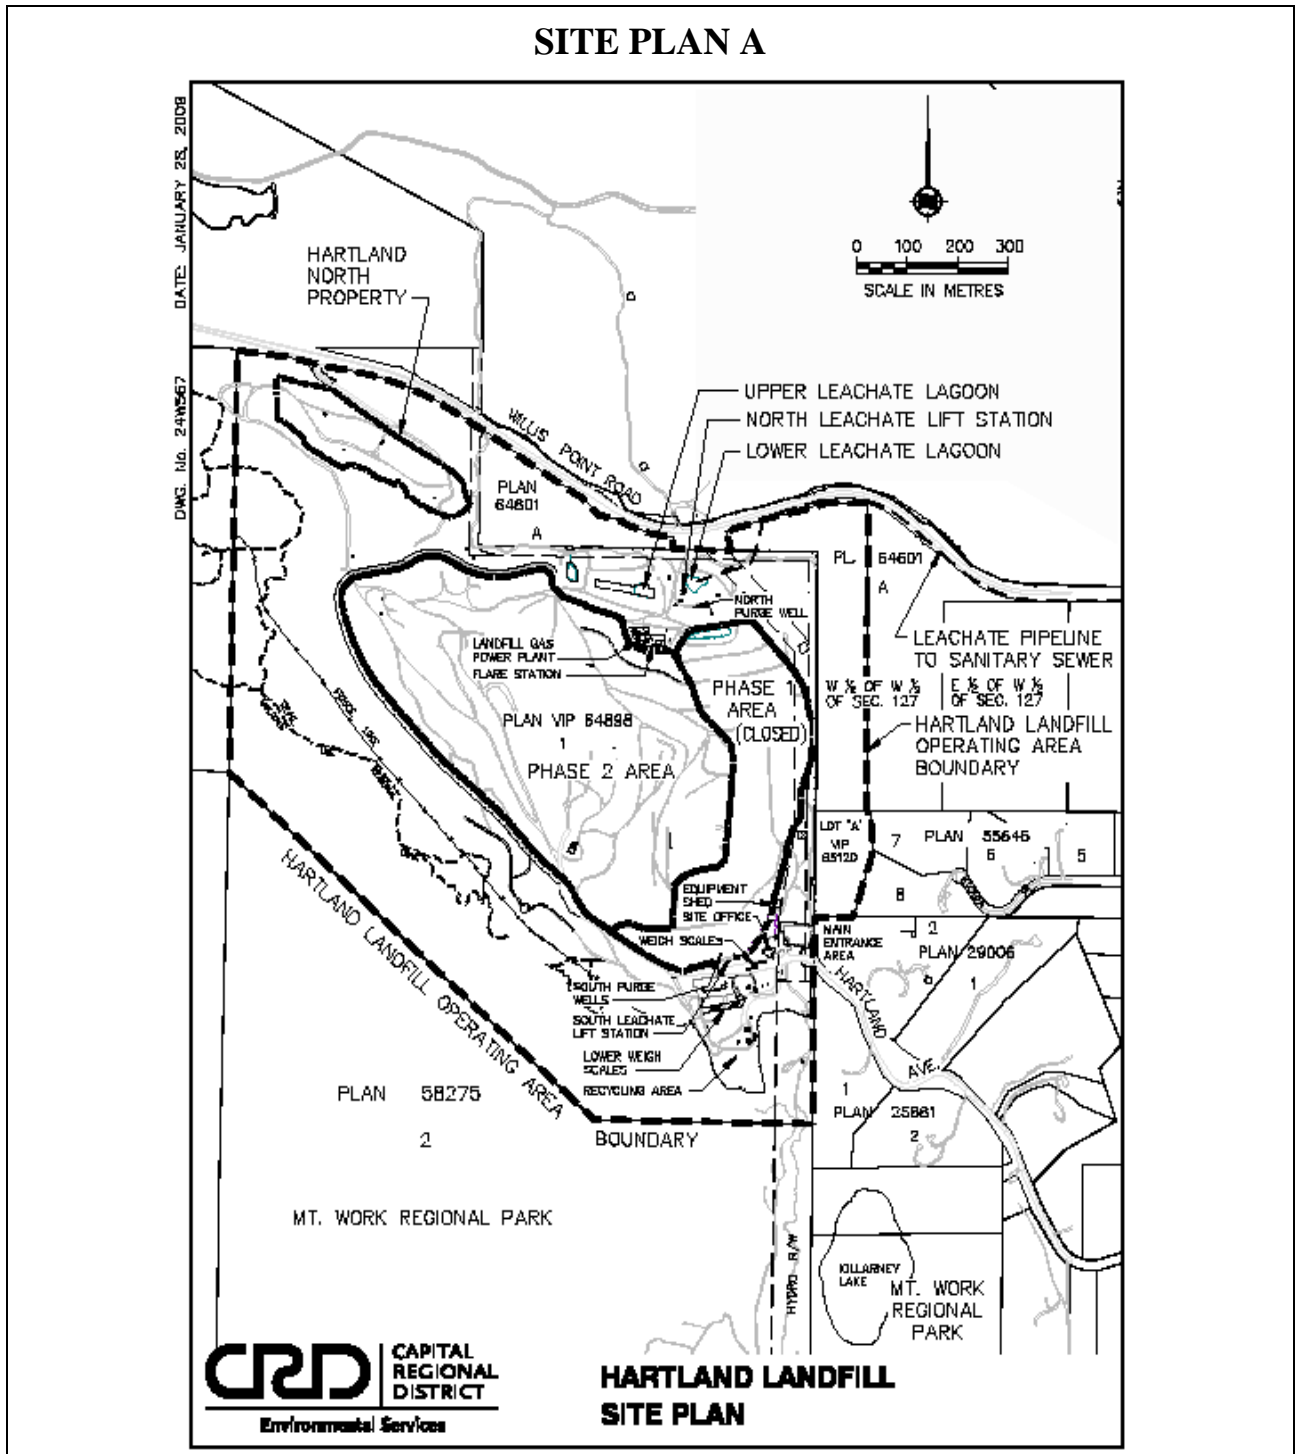 SITE PLAN A
DATE JANUARY 28, 2009
DWG. No. 24W567
0 100 200 300
SCALE IN METRES
HARTLAND
NORTH
PROPERTY
UPPER LEACHATE LAGOON
NORTH LEACHATE LIFT STATION
LOWER LEACHATE LAGOON
WILLIS POINT ROAD
PLAN
64601
A
PL. 64601
A
NORTH
PURGE WELL
LEACHATE PIPELINE
TO SANITARY SEWER
LANDFILL GAS
POWER PLANT
FLARE STATION
PHASE 1
AREA
(CLOSED)
W ½ OF W ½
OF SEC. 127
E ½ OF W ½
OF SEC. 127
HARTLAND LANDFILL
OPERATING AREA
BOUNDARY
PLAN VIP 64898
1
PHASE 2 AREA
LOT "A"
VIP
65120
7
PLAN 55645
6
5
8
EQUIPMENT
SHED
SITE OFFICE
WEIGH SCALES
MAIN
ENTRANCE
AREA
2
PLAN 29006
1
HARTLAND LANDFILL OPERATING AREA
BOUNDARY
SOUTH PURGE
WELLS
SOUTH LEACHATE
LIFT STATION
LOWER WEIGH
SCALES
RECYCLING AREA
HARTLAND
AVE.
PLAN 58275
2
1
PLAN 25861
2
MT. WORK REGIONAL PARK
HYDRO R/W
KILLARNEY
LAKE
MT. WORK
REGIONAL
PARK
CRD
CAPITAL
REGIONAL
DISTRICT
Environmental Services
HARTLAND LANDFILL
SITE PLAN